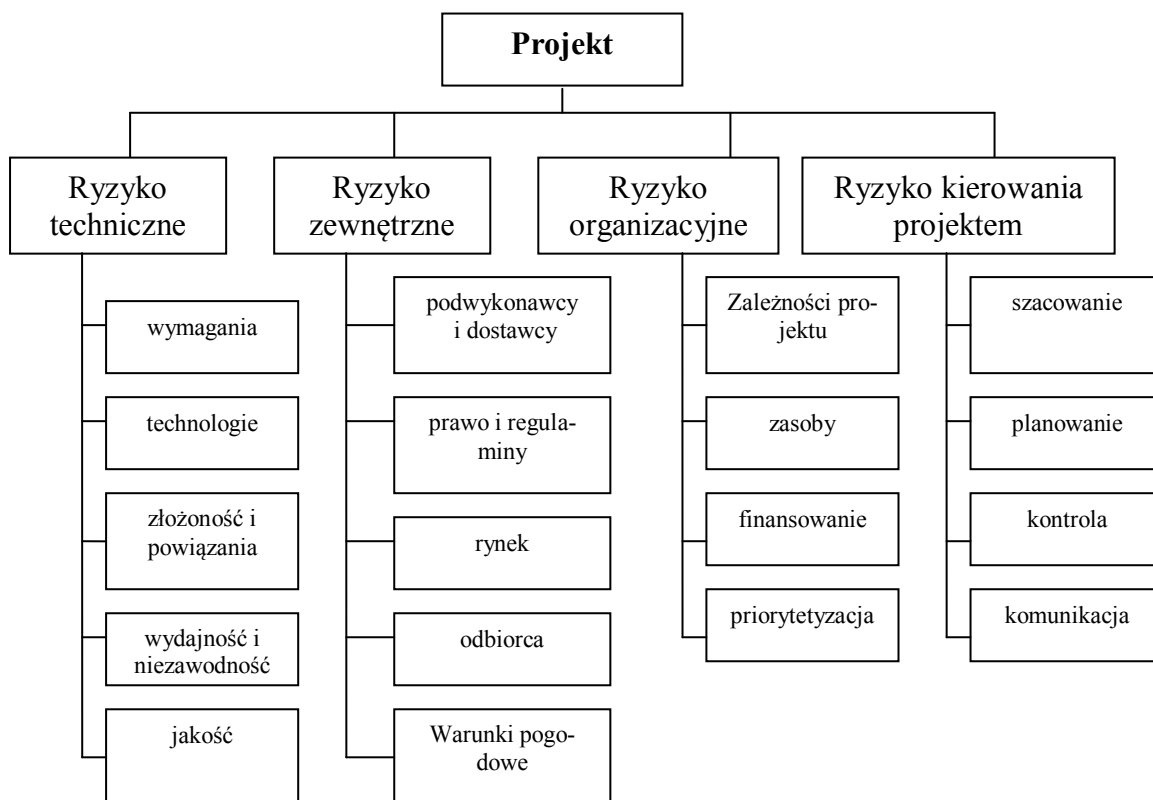 Projekt
Ryzyko
techniczne
wymagania
technologie
złożoność i
powiązania
wydajność i
niezawodność
jakość
Ryzyko
zewnętrzne
podwykonawcy
i dostawcy
prawo i regula-
miny
rynek
odbiorca
Warunki pogo-
dowe
Ryzyko
organizacyjne
Zależności pro-
jektu
zasoby
finansowanie
priorytetyzacja
Ryzyko kierowania
projektem
szacowanie
planowanie
kontrola
komunikacja